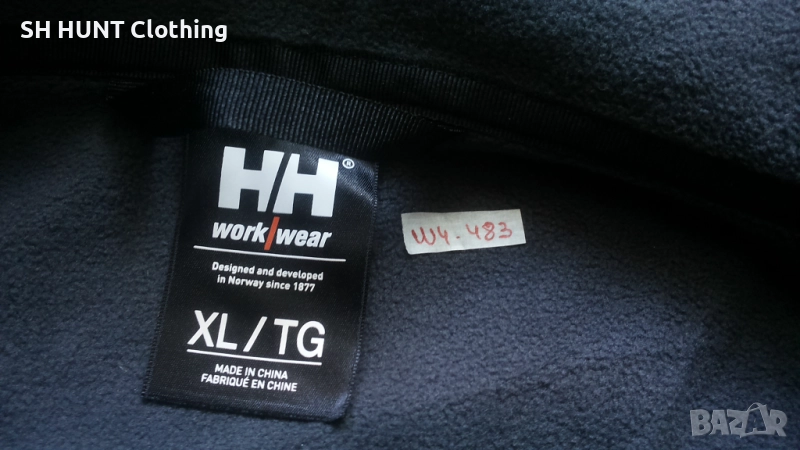 SH HUNT Clothing
HH®
work/wear
Designed and developed
in Norway since 1877
XL/TG
MADE IN CHINA
FABRIQUÉ EN CHINE
W4-483
BAZAR